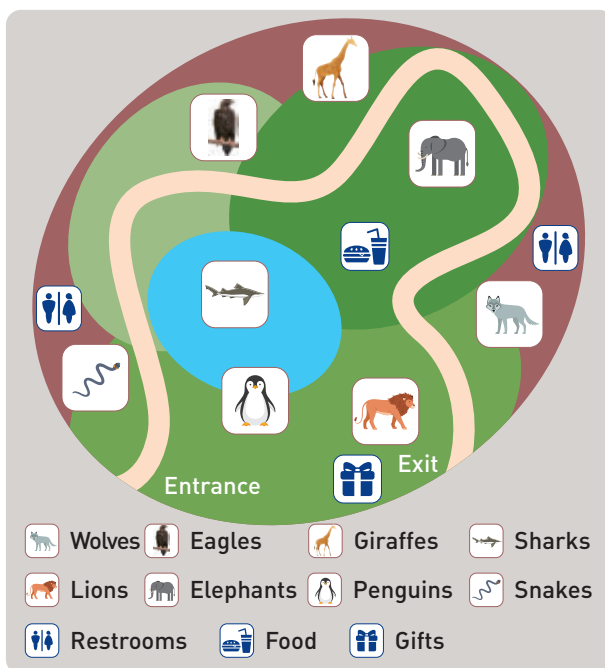 Entrance
Exit
Wolves Eagles Giraffes Sharks
Lions Elephants Penguins Snakes
Restrooms Food Gifts